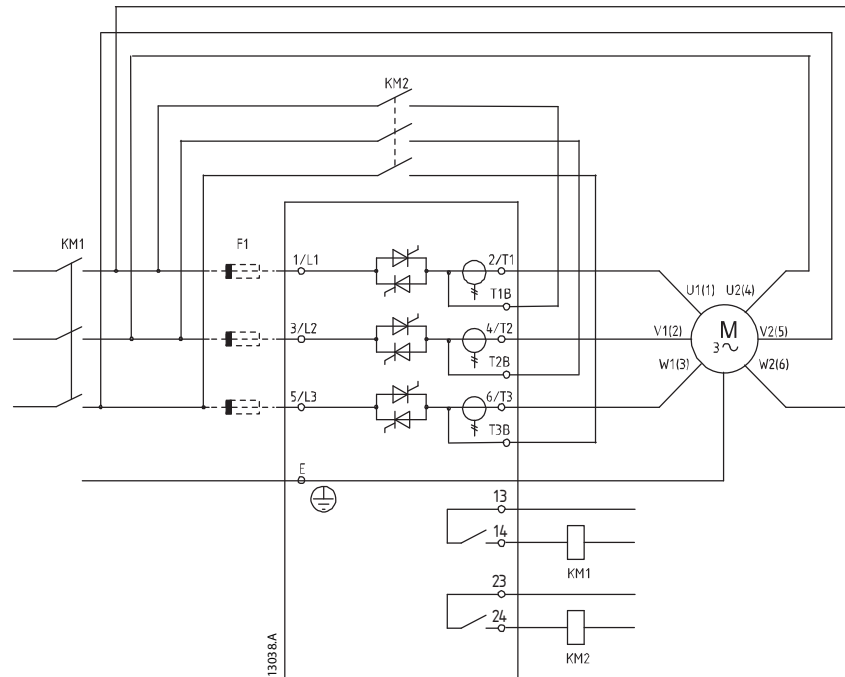 KM2
KM1
F1
1/L1
2/T1
T1B
U1(1) U2(4)
3/L2
4/T2
T2B
V1(2)
M
3~
V2(5)
W1(3)
W2(6)
5/L3
6/T3
T3B
E
13
14
KM1
23
24
KM2
13038.A